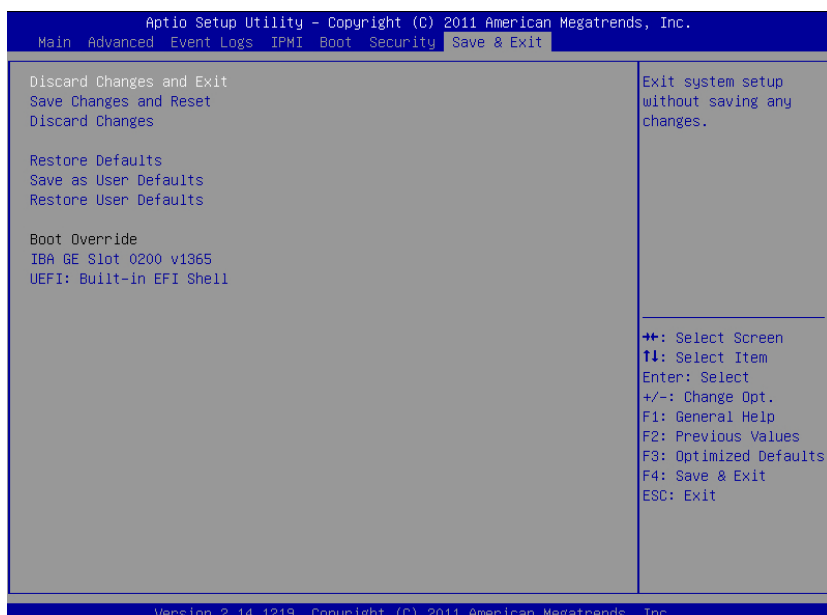 Aptio Setup Utility – Copyright (C) 2011 American Megatrends, Inc.
Main Advanced Event Logs IPMI Boot Security Save & Exit
Discard Changes and Exit
Save Changes and Reset
Discard Changes
Restore Defaults
Save as User Defaults
Restore User Defaults
Boot Override
IBA GE Slot 0200 v1365
UEFI: Built-in EFI Shell
Exit system setup
without saving any
changes.
→←: Select Screen
↑↓: Select Item
Enter: Select
+/-: Change Opt.
F1: General Help
F2: Previous Values
F3: Optimized Defaults
F4: Save & Exit
ESC: Exit
Version 2.14.1219. Copyright (C) 2011 American Megatrends, Inc.